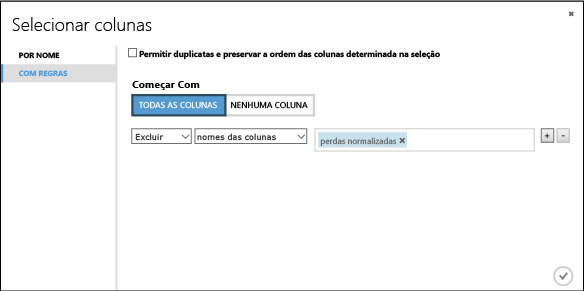 Selecionar colunas
POR NOME
COM REGRAS
Permitir duplicatas e preservar a ordem das colunas determinada na seleção
Começar Com
TODAS AS COLUNAS NENHUMA COLUNA
Excluir nomes das colunas perdas normalizadas × + -